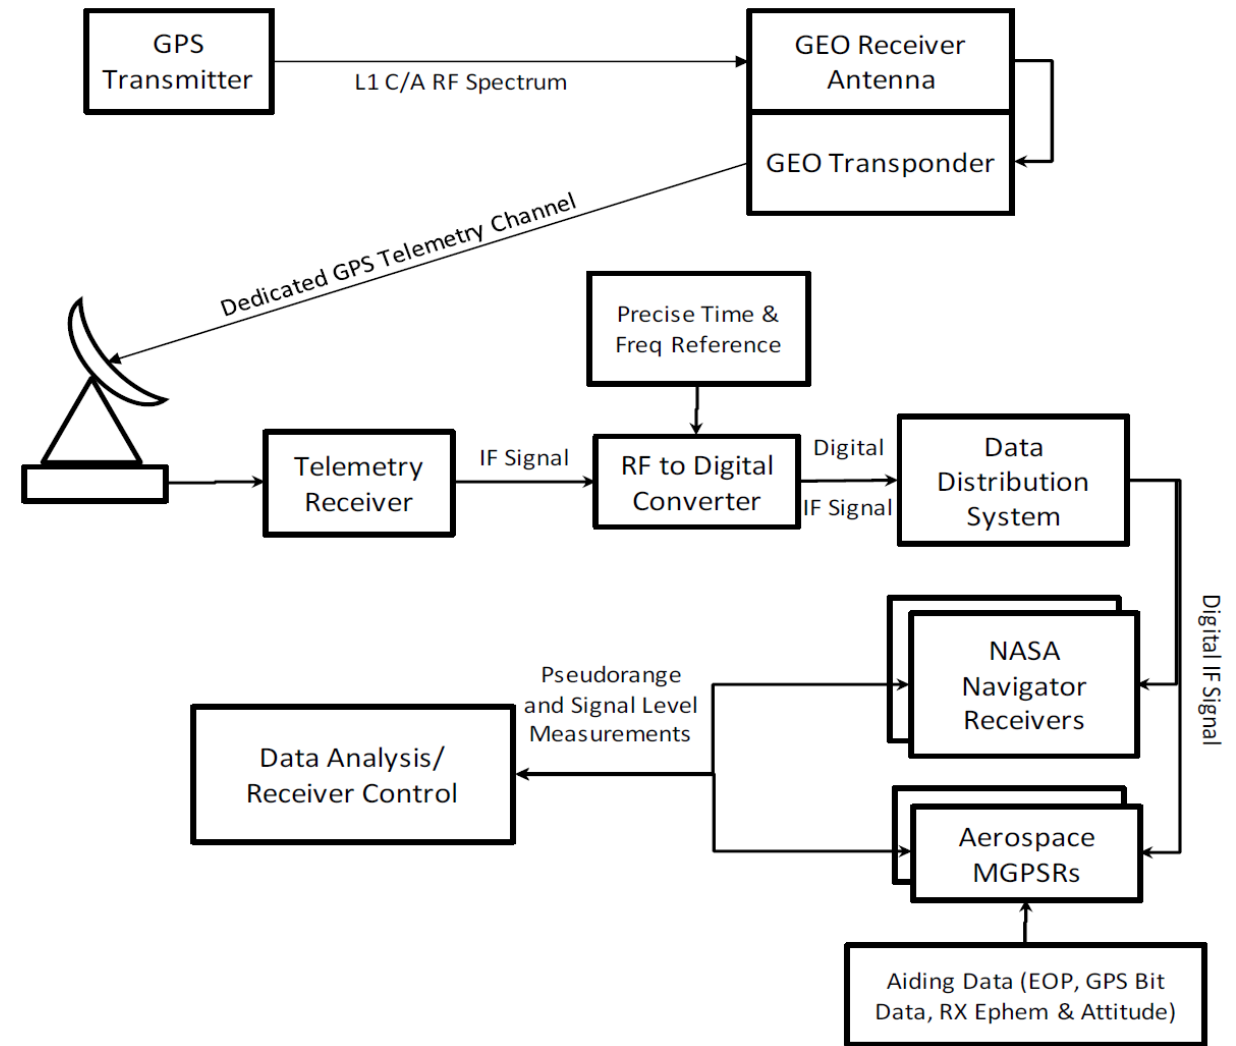 GPS
Transmitter
L1 C/A RF Spectrum
GEO Receiver
Antenna
GEO Transponder
Dedicated GPS Telemetry Channel
Precise Time &
Freq Reference
Telemetry
Receiver
IF Signal
RF to Digital
Converter
Digital
IF Signal
Data
Distribution
System
Digital IF Signal
NASA
Navigator
Receivers
Pseudorange
and Signal Level
Measurements
Data Analysis/
Receiver Control
Aerospace
MGPSRs
Aiding Data (EOP, GPS Bit
Data, RX Ephem & Attitude)